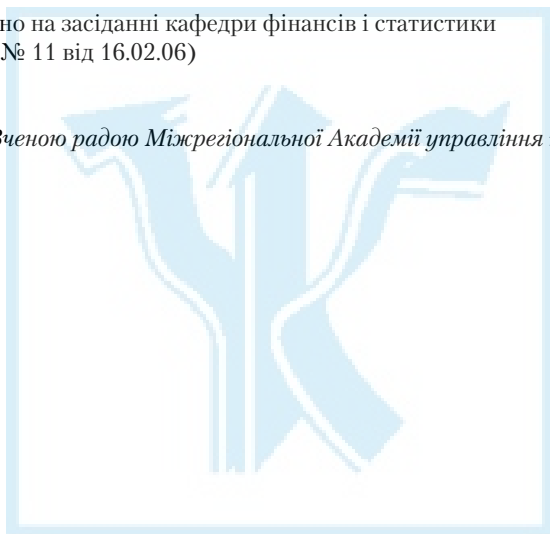 но на засіданні кафедри фінансів і статистики
№ 11 від 16.02.06)
Вченою радою Міжрегіональної Академії управління